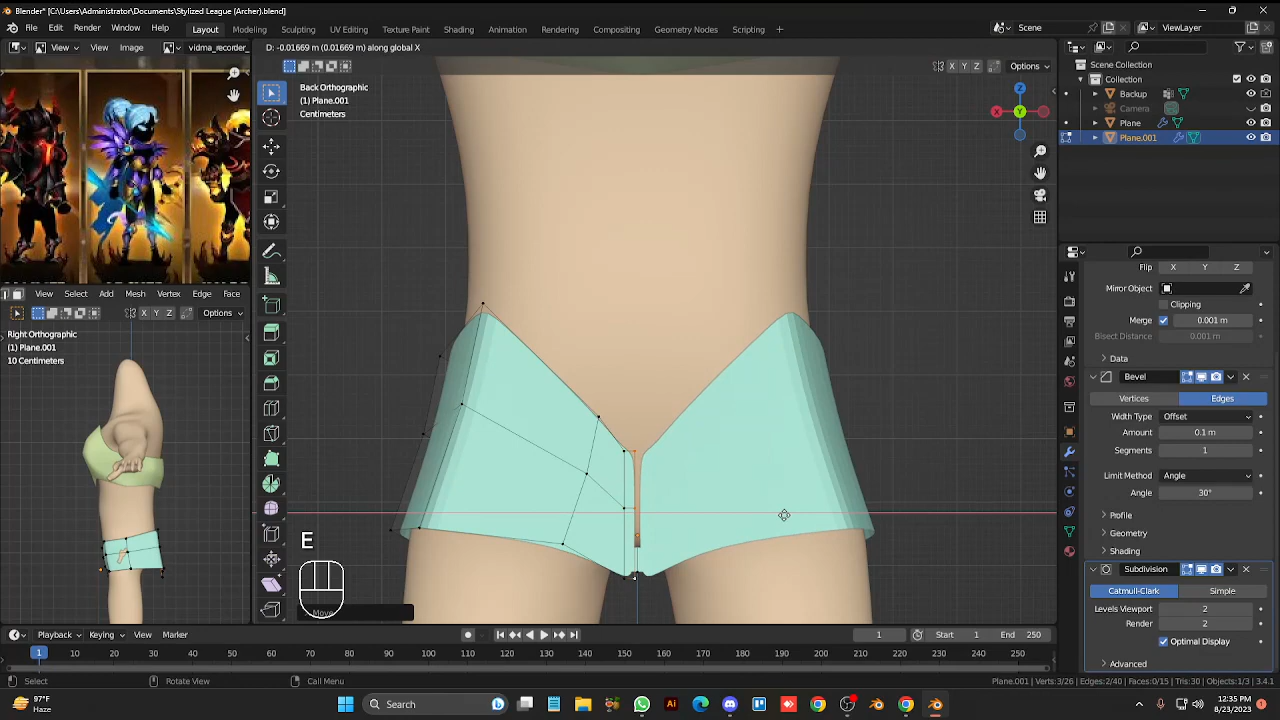 Blender* [C:\Users\Administrator\Documents\Stylized League (Archer).blend]
File Edit Render Window Help
Layout Modeling Sculpting UV Editing Texture Paint Shading Animation Rendering Compositing Geometry Nodes Scripting +
Scene ViewLayer
View View Image vidma_recorder_
D: -0.01669 m (0.01669 m) along global X
X Y Z Options
Back Orthographic
(1) Plane.001
Centimeters
Z
X
Y
Scene Collection
Collection
Backup
Camera
Plane
Plane.001
Flip X Y Z
Mirror Object
Clipping
Merge 0.001 m
Bisect Distance 0.001 m
Data
Bevel
Vertices Edges
Width Type Offset
Amount 0.1 m
Segments 1
Limit Method Angle
Angle 30°
Profile
Geometry
Shading
Subdivision
Catmull-Clark Simple
Levels Viewport 2
Render 2
Optimal Display
Advanced
View Select Add Mesh Vertex Edge Face
X Y Z Options
Right Orthographic
(1) Plane.001
10 Centimeters
E
Move
Playback Keying View Marker
1 Start 1 End 250
1 10 20 30 40 50 60 70 80 90 100 110 120 130 140 150 160 170 180 190 200 210 220 230 240 250
Select Rotate View Call Menu
Plane.001 | Verts:3/26 | Edges:2/40 | Faces:0/15 | Tris:30 | Objects:1/3 | 3.4.1
97°F
Haze
Search
12:35 PM
8/23/2023